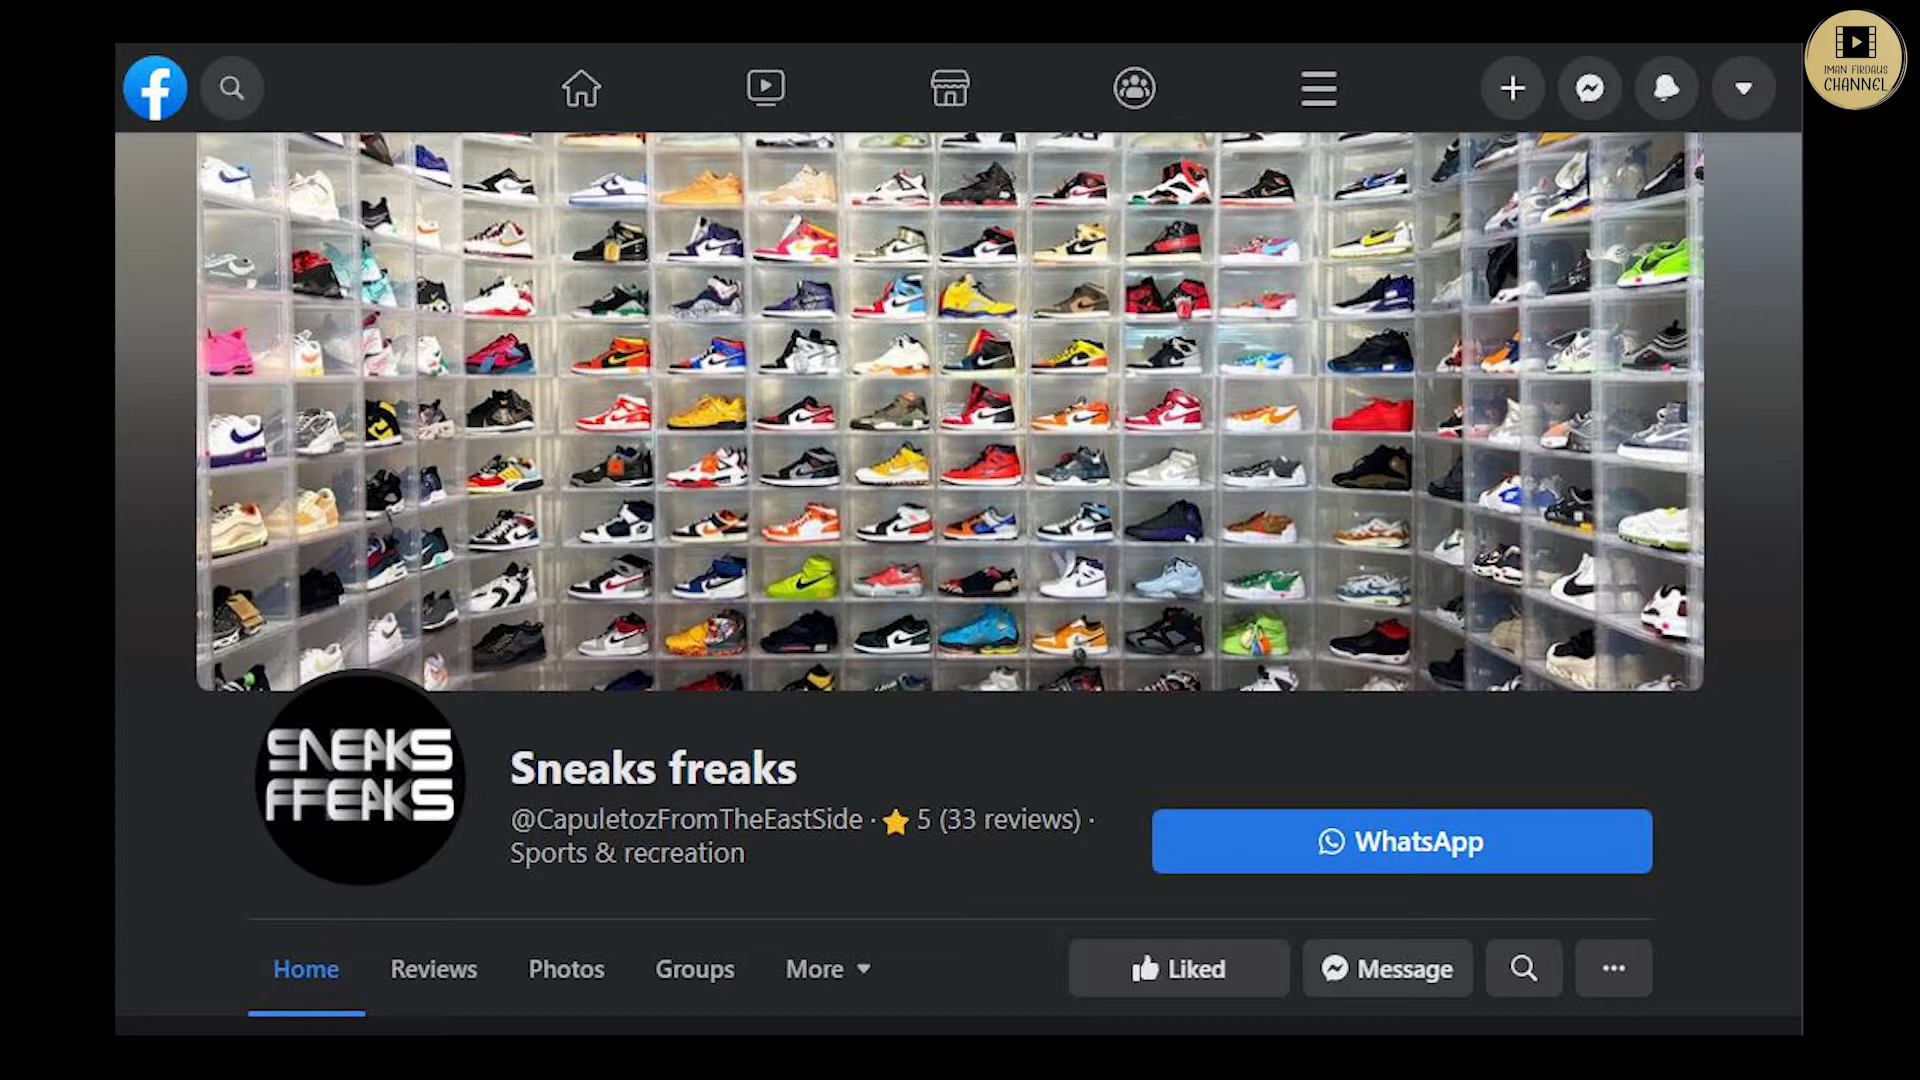 IMAN FIRDAUS
CHANNEL
SNEAKS
FREAKS
Sneaks freaks
@CapuletozFromTheEastSide · 5 (33 reviews) ·
Sports & recreation
WhatsApp
Home Reviews Photos Groups More Liked Message